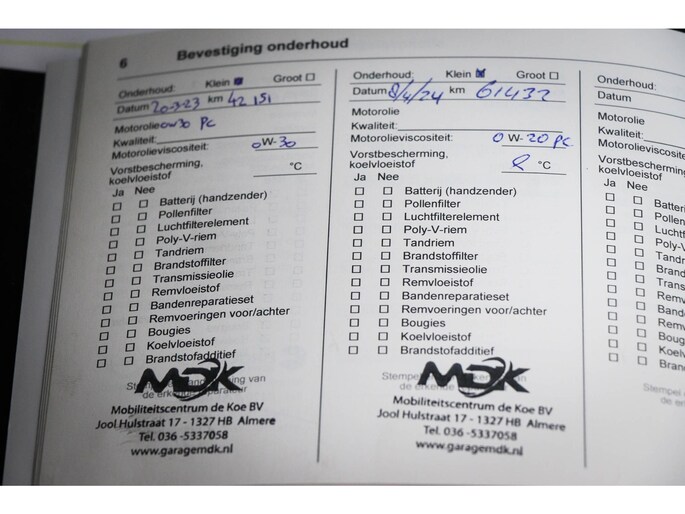 6 Bevestiging onderhoud
Onderhoud: Klein Groot
Datum 20-3-23 km 42 151
Motorolie 0W30 PC
Kwaliteit:
Motorolieviscositeit: 0W-30
Vorstbescherming,
koelvloeistof °C
Ja Nee
Batterij (handzender)
Pollenfilter
Luchtfilterelement
Poly-V-riem
Tandriem
Brandstoffilter
Transmissieolie
Remvloeistof
Bandenreparatieset
Remvoeringen voor/achter
Bougies
Koelvloeistof
Brandstofadditief
MDK
Mobiliteitscentrum de Koe BV
Jool Hulstraat 17 - 1327 HB Almere
Tel. 036 -5337058
www.garagemdk.nl
Onderhoud: Klein Groot
Datum 8/4/24 km 61432
Motorolie
Kwaliteit:
Motorolieviscositeit: 0W-20 PC
Vorstbescherming,
koelvloeistof °C
Ja Nee
Batterij (handzender)
Pollenfilter
Luchtfilterelement
Poly-V-riem
Tandriem
Brandstoffilter
Transmissieolie
Remvloeistof
Bandenreparatieset
Remvoeringen voor/achter
Bougies
Koelvloeistof
Brandstofadditief
MDK
Mobiliteitscentrum de Koe BV
Jool Hulstraat 17 - 1327 HB Almere
Tel. 036 -5337058
www.garagemdk.nl
Onderhoud:
Datum
Motorolie
Kwaliteit:
Motorolieviscositeit
Vorstbescherming,
koelvloeistof
Ja Nee